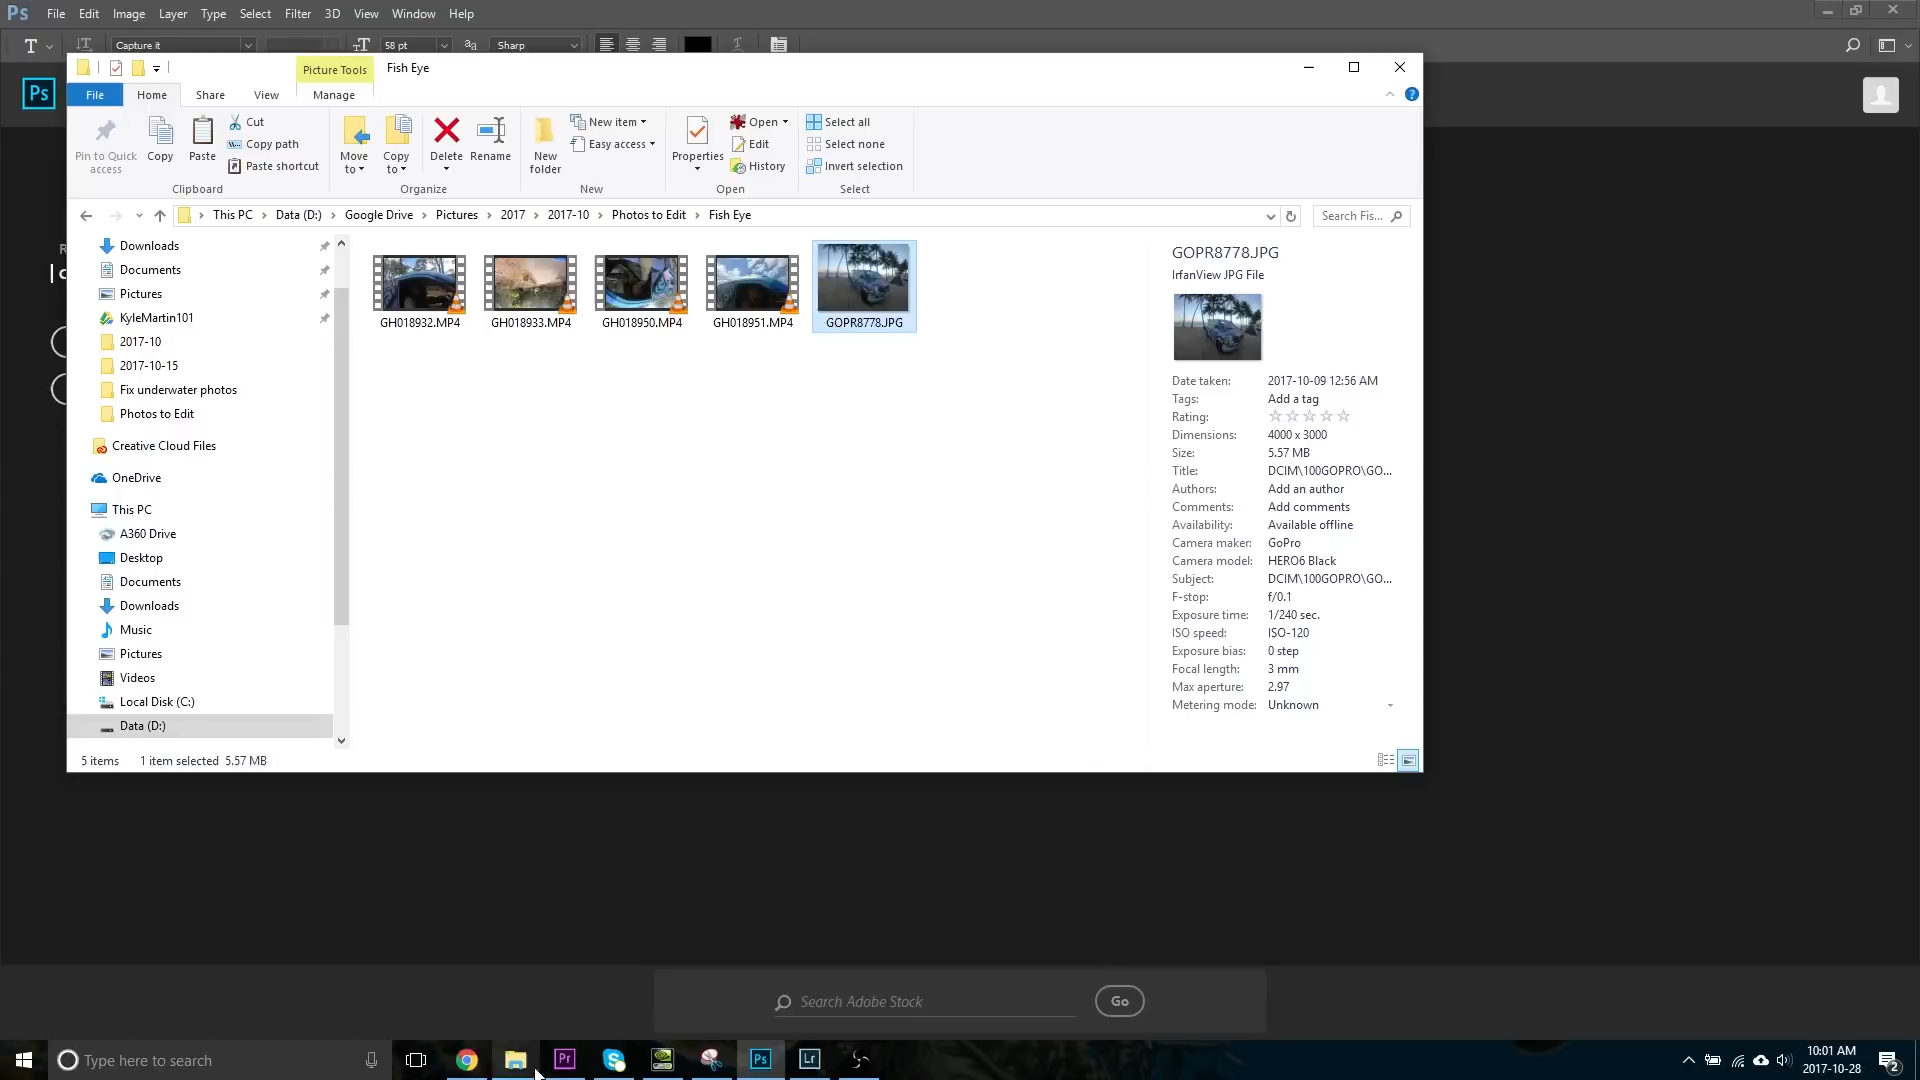 Ps File Edit Image Layer Type Select Filter 3D View Window Help
T Capture it 58 pt aa Sharp
Picture Tools Fish Eye
Ps
File Home Share View Manage
Pin to Quick access
Copy
Paste
Cut
Copy path
Paste shortcut
Move to
Copy to
Delete
Rename
New folder
New item
Easy access
Properties
Open
Edit
History
Select all
Select none
Invert selection
Clipboard Organize New Open Select
This PC Data (D:) Google Drive Pictures 2017 2017-10 Photos to Edit Fish Eye
Search Fis...
Downloads
Documents
Pictures
KyleMartin101
2017-10
2017-10-15
Fix underwater photos
Photos to Edit
Creative Cloud Files
OneDrive
This PC
A360 Drive
Desktop
Documents
Downloads
Music
Pictures
Videos
Local Disk (C:)
Data (D:)
GH018932.MP4 GH018933.MP4 GH018950.MP4 GH018951.MP4 GOPR8778.JPG
GOPR8778.JPG
IrfanView JPG File
Date taken: 2017-10-09 12:56 AM
Tags: Add a tag
Rating:
Dimensions: 4000 x 3000
Size: 5.57 MB
Title: DCIM\100GOPRO\GO...
Authors: Add an author
Comments: Add comments
Availability: Available offline
Camera maker: GoPro
Camera model: HERO6 Black
Subject: DCIM\100GOPRO\GO...
F-stop: f/0.1
Exposure time: 1/240 sec.
ISO speed: ISO-120
Exposure bias: 0 step
Focal length: 3 mm
Max aperture: 2.97
Metering mode: Unknown
5 items 1 item selected 5.57 MB
Search Adobe Stock Go
Type here to search
Pr
Ps
Lr
10:01 AM
2017-10-28
2